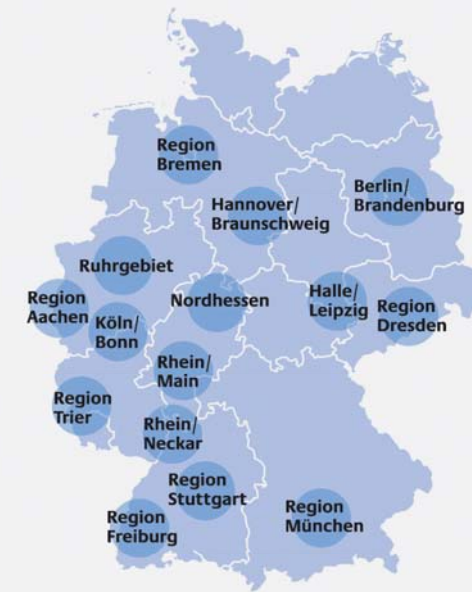 Region
Bremen
Hannover/
Braunschweig
Berlin/
Brandenburg
Ruhrgebiet
Region
Aachen
Köln/
Bonn
Nordhessen
Halle/
Leipzig
Region
Dresden
Rhein/
Main
Region
Trier
Rhein/
Neckar
Region
Stuttgart
Region
Freiburg
Region
München